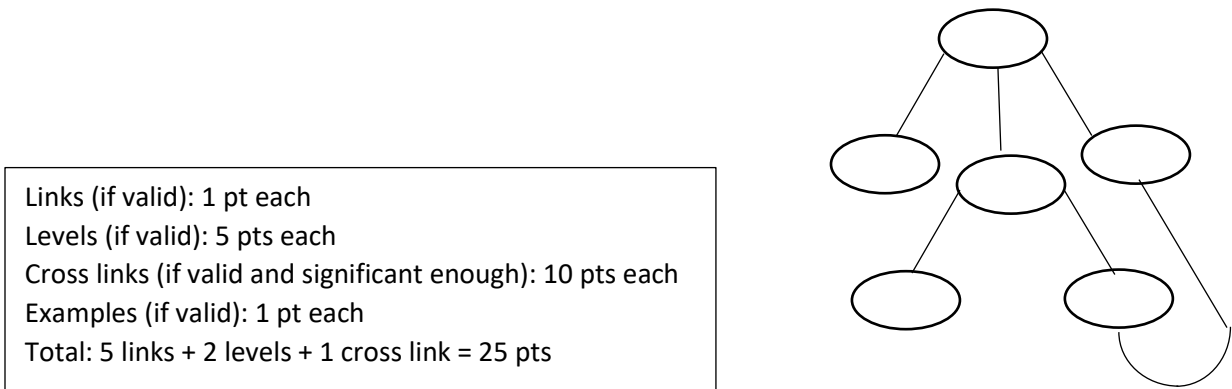 Links (if valid): 1 pt each
Levels (if valid): 5 pts each
Cross links (if valid and significant enough): 10 pts each
Examples (if valid): 1 pt each
Total: 5 links + 2 levels + 1 cross link = 25 pts